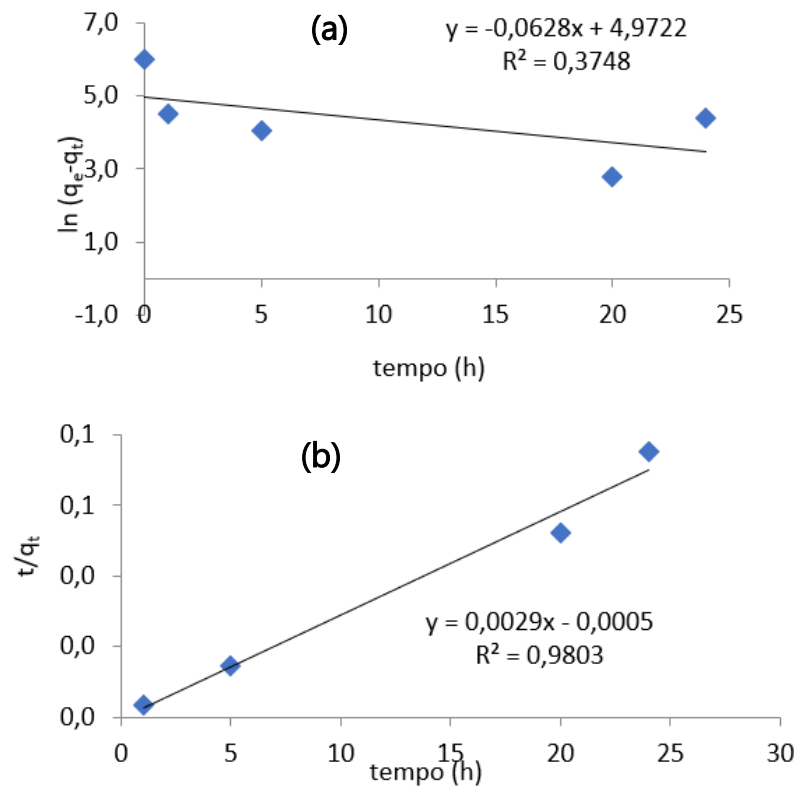 (a)
y = -0,0628x + 4,9722
R² = 0,3748
7,0
5,0
3,0
1,0
-1,0
ln (qe-qt)
0 5 10 15 20 25
tempo (h)
(b)
0,1
0,1
0,0
0,0
0,0
t/qt
y = 0,0029x - 0,0005
R² = 0,9803
0 5 10 15 20 25 30
tempo (h)